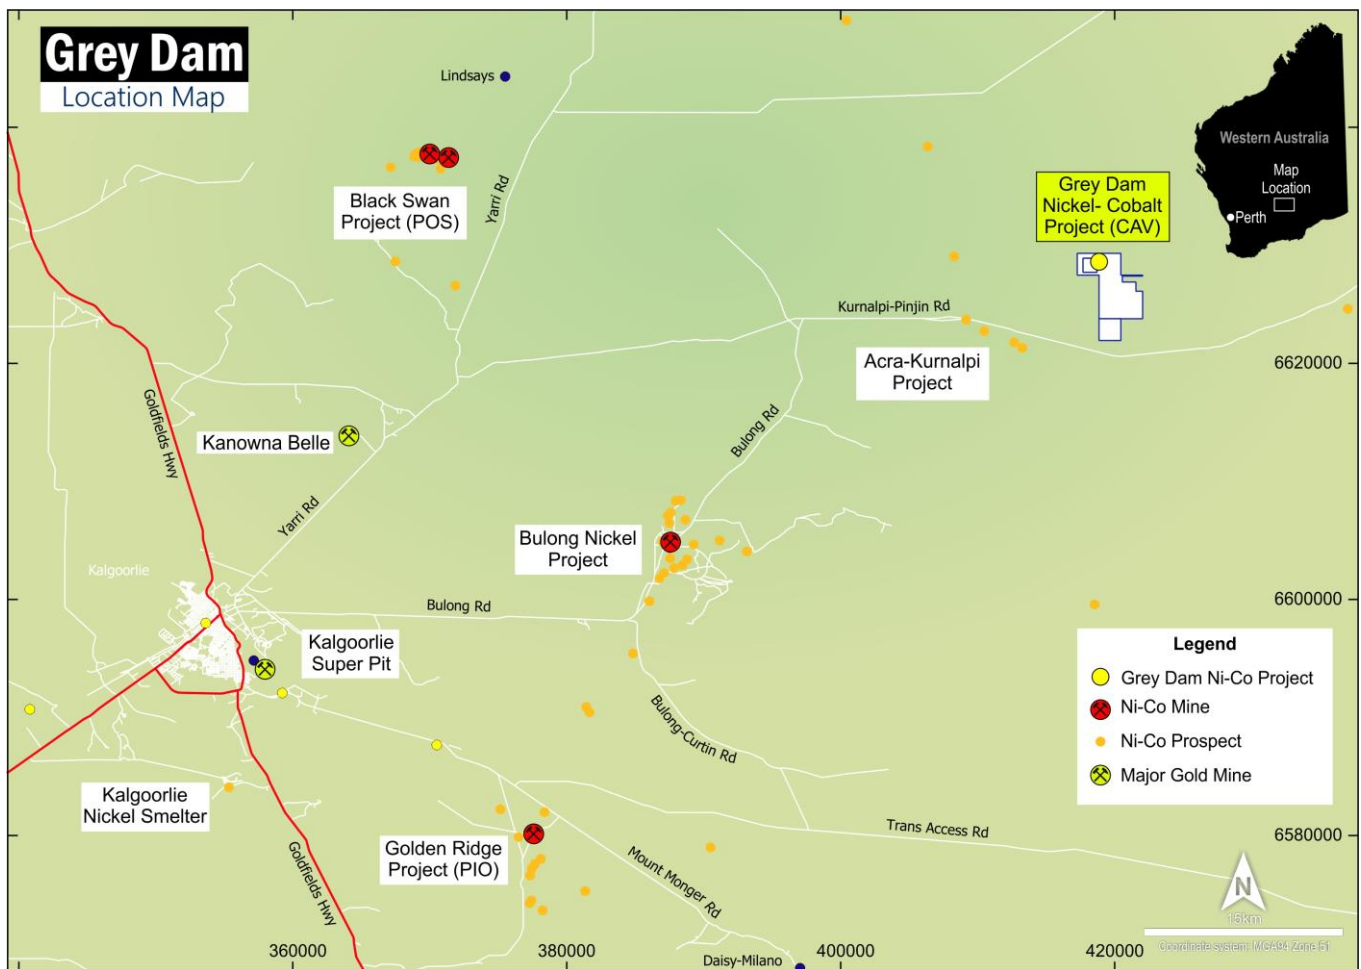 Grey Dam
Location Map
Lindsays
Black Swan
Project (POS)
Yarri Rd
Grey Dam
Nickel- Cobalt
Project (CAV)
Western Australia
Map
Location
Perth
Kurnalpi-Pinjin Rd
Acra-Kurnalpi
Project
6620000
Goldfields Hwy
Kanowna Belle
Bulong Rd
Yarri Rd
Bulong Nickel
Project
Kalgoorlie
Bulong Rd
6600000
Kalgoorlie
Super Pit
Legend
Grey Dam Ni-Co Project
Ni-Co Mine
Ni-Co Prospect
Major Gold Mine
Bulong-Curtin Rd
Kalgoorlie
Nickel Smelter
Trans Access Rd
6580000
Golden Ridge
Project (PIO)
Goldfields Hwy
Mount Monger Rd
N
15km
Coordinate system: MGA94 Zone 51
360000
380000
400000
420000
Daisy-Milano